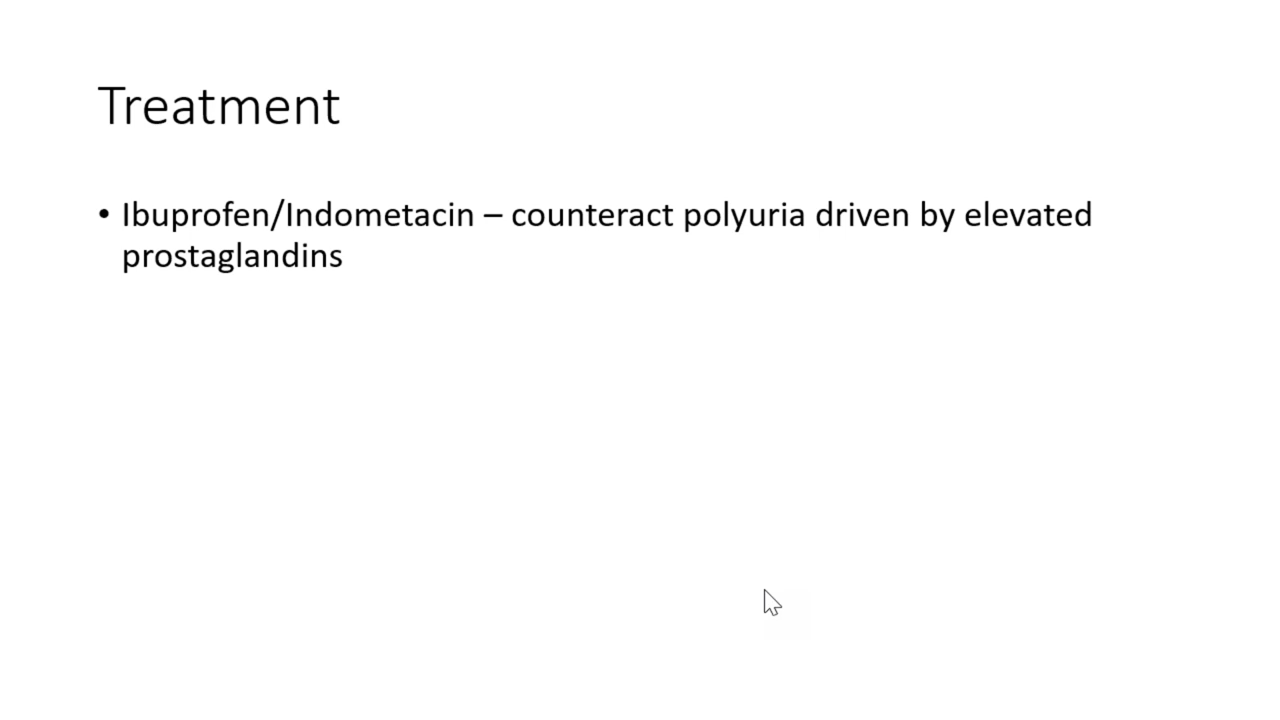 Treatment
• Ibuprofen/Indometacin – counteract polyuria driven by elevated
prostaglandins